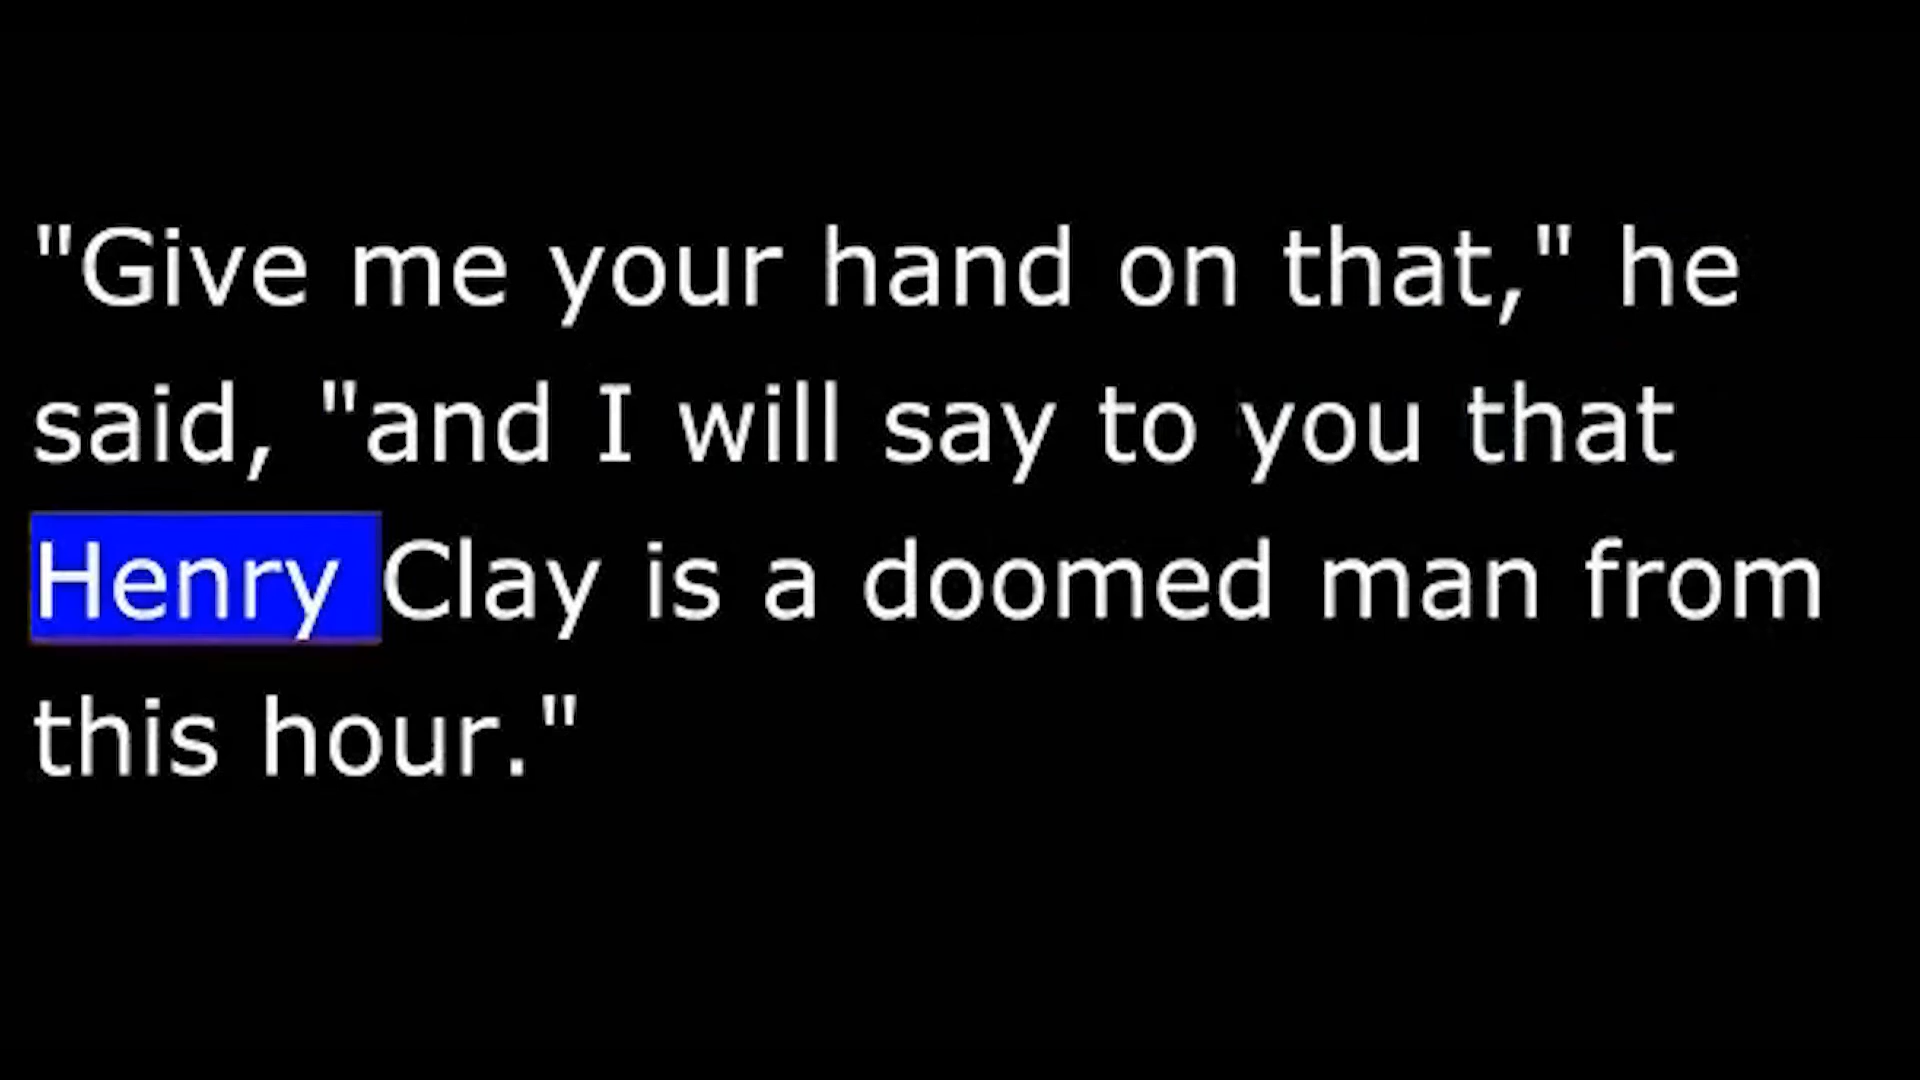 "Give me your hand on that," he
said, "and I will say to you that
Henry Clay is a doomed man from
this hour."